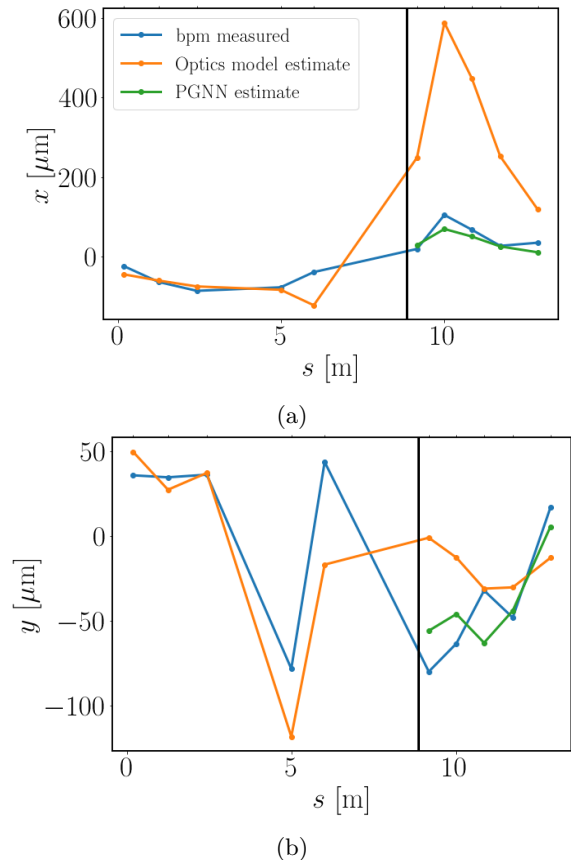 600
400
200
0
x [μm]
bpm measured
Optics model estimate
PGNN estimate
0 5 10
s [m]
(a)
50
0
−50
−100
y [μm]
0 5 10
s [m]
(b)